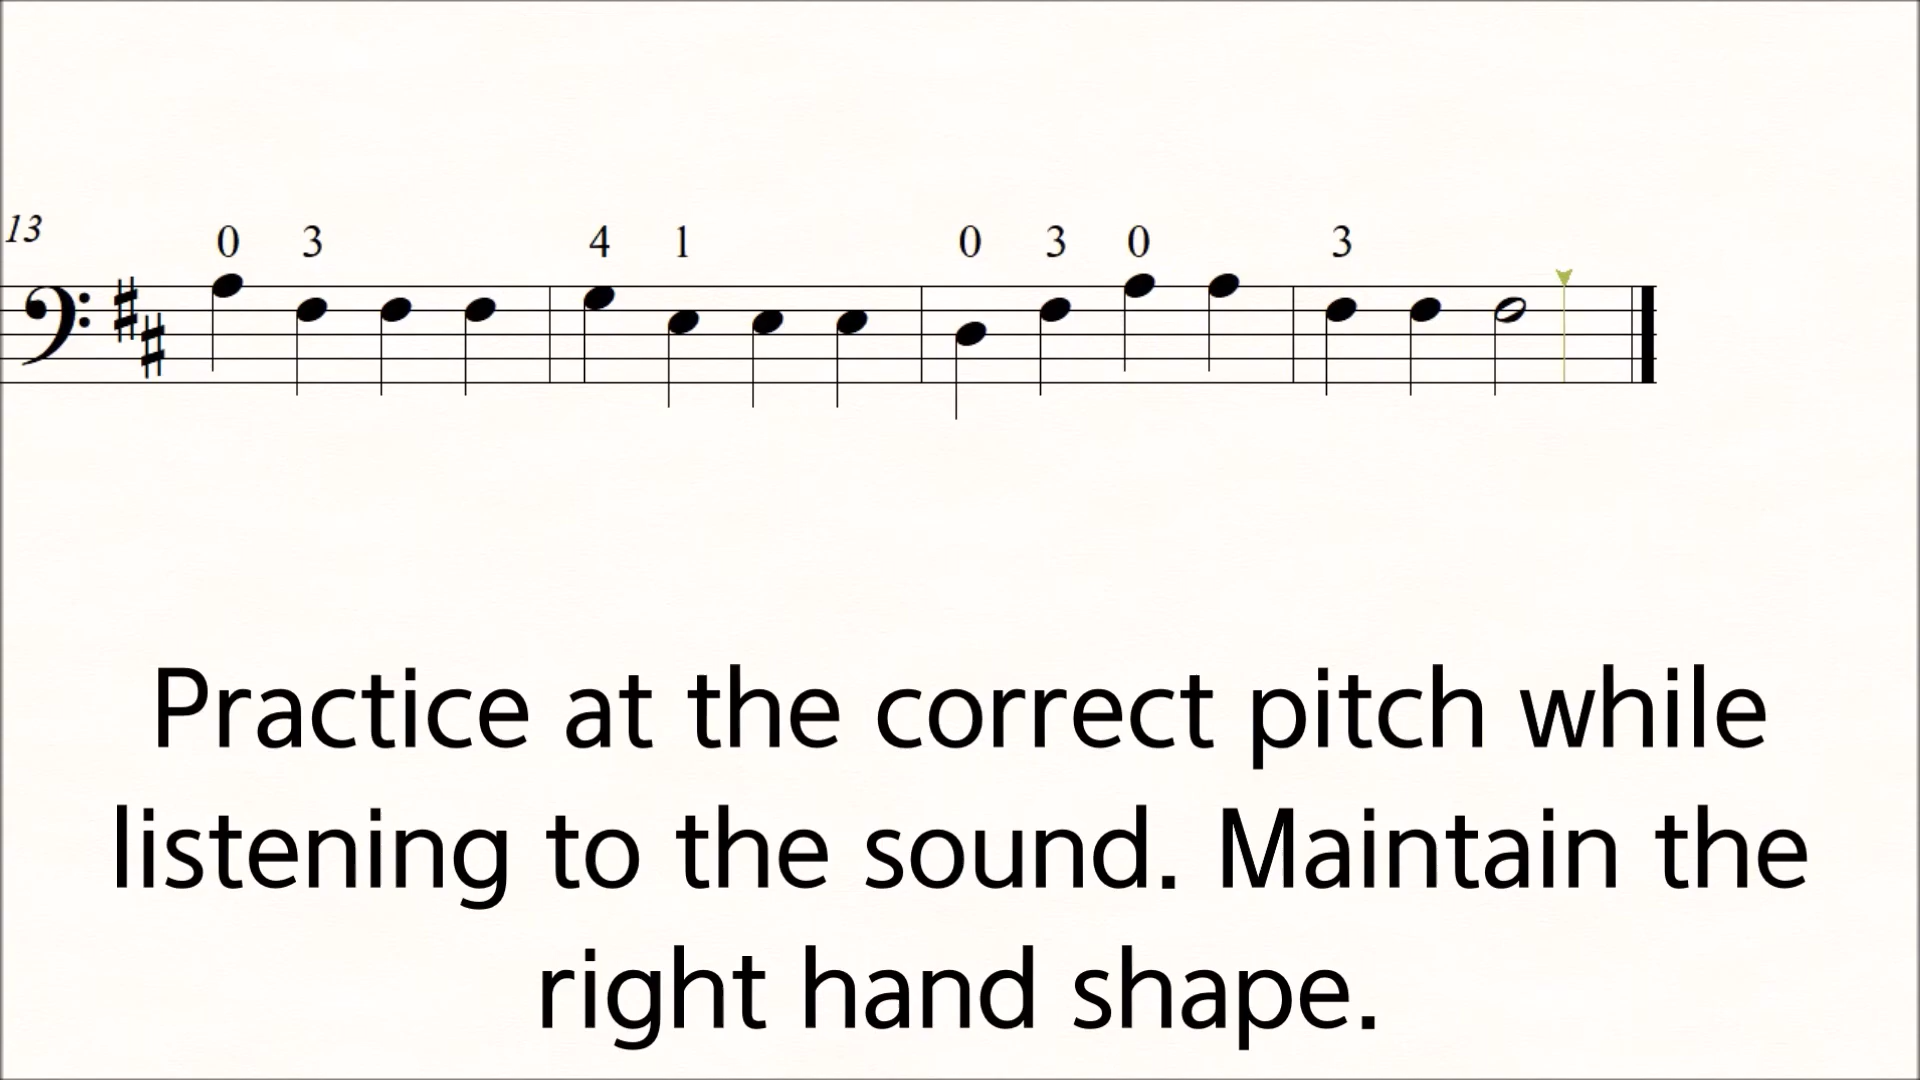 13
0 3 4 1 0 3 0 3
Practice at the correct pitch while
listening to the sound. Maintain the
right hand shape.